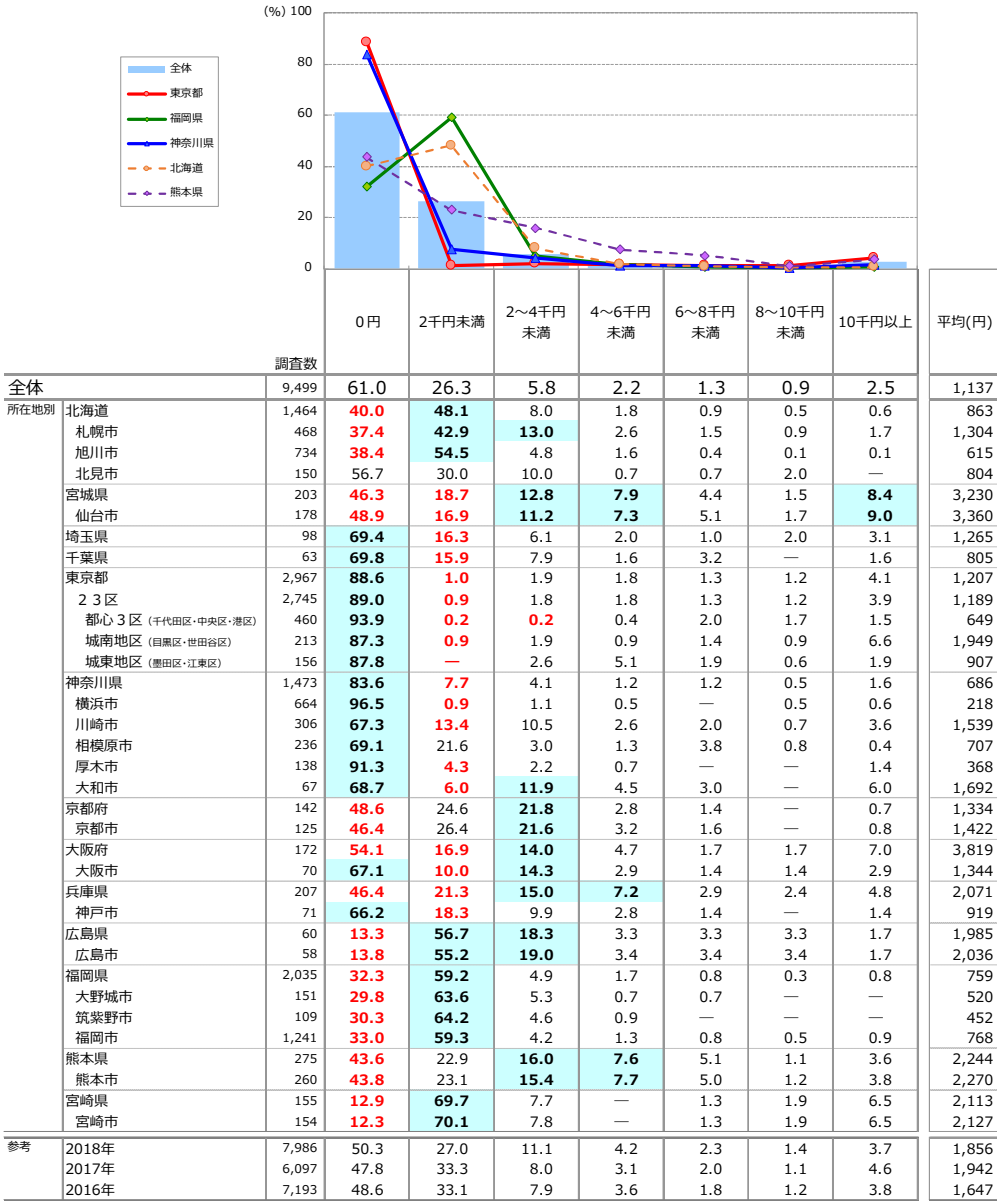 (%) 100
80
60
40
20
0
全体
東京都
福岡県
神奈川県
北海道
熊本県
調査数 0円 2千円未満 2～4千円未満 4～6千円未満 6～8千円未満 8～10千円未満 10千円以上 平均(円)
全体 9,499 61.0 26.3 5.8 2.2 1.3 0.9 2.5 1,137
所在地別 北海道 1,464 40.0 48.1 8.0 1.8 0.9 0.5 0.6 863
札幌市 468 37.4 42.9 13.0 2.6 1.5 0.9 1.7 1,304
旭川市 734 38.4 54.5 4.8 1.6 0.4 0.1 0.1 615
北見市 150 56.7 30.0 10.0 0.7 0.7 2.0 — 804
宮城県 203 46.3 18.7 12.8 7.9 4.4 1.5 8.4 3,230
仙台市 178 48.9 16.9 11.2 7.3 5.1 1.7 9.0 3,360
埼玉県 98 69.4 16.3 6.1 2.0 1.0 2.0 3.1 1,265
千葉県 63 69.8 15.9 7.9 1.6 3.2 — 1.6 805
東京都 2,967 88.6 1.0 1.9 1.8 1.3 1.2 4.1 1,207
２３区 2,745 89.0 0.9 1.8 1.8 1.3 1.2 3.9 1,189
都心３区（千代田区・中央区・港区） 460 93.9 0.2 0.2 0.4 2.0 1.7 1.5 649
城南地区（目黒区・世田谷区） 213 87.3 0.9 1.9 0.9 1.4 0.9 6.6 1,949
城東地区（墨田区・江東区） 156 87.8 — 2.6 5.1 1.9 0.6 1.9 907
神奈川県 1,473 83.6 7.7 4.1 1.2 1.2 0.5 1.6 686
横浜市 664 96.5 0.9 1.1 0.5 — 0.5 0.6 218
川崎市 306 67.3 13.4 10.5 2.6 2.0 0.7 3.6 1,539
相模原市 236 69.1 21.6 3.0 1.3 3.8 0.8 0.4 707
厚木市 138 91.3 4.3 2.2 0.7 — — 1.4 368
大和市 67 68.7 6.0 11.9 4.5 3.0 — 6.0 1,692
京都府 142 48.6 24.6 21.8 2.8 1.4 — 0.7 1,334
京都市 125 46.4 26.4 21.6 3.2 1.6 — 0.8 1,422
大阪府 172 54.1 16.9 14.0 4.7 1.7 1.7 7.0 3,819
大阪市 70 67.1 10.0 14.3 2.9 1.4 1.4 2.9 1,344
兵庫県 207 46.4 21.3 15.0 7.2 2.9 2.4 4.8 2,071
神戸市 71 66.2 18.3 9.9 2.8 1.4 — 1.4 919
広島県 60 13.3 56.7 18.3 3.3 3.3 3.3 1.7 1,985
広島市 58 13.8 55.2 19.0 3.4 3.4 3.4 1.7 2,036
福岡県 2,035 32.3 59.2 4.9 1.7 0.8 0.3 0.8 759
大野城市 151 29.8 63.6 5.3 0.7 0.7 — — 520
筑紫野市 109 30.3 64.2 4.6 0.9 — — — 452
福岡市 1,241 33.0 59.3 4.2 1.3 0.8 0.5 0.9 768
熊本県 275 43.6 22.9 16.0 7.6 5.1 1.1 3.6 2,244
熊本市 260 43.8 23.1 15.4 7.7 5.0 1.2 3.8 2,270
宮崎県 155 12.9 69.7 7.7 — 1.3 1.9 6.5 2,113
宮崎市 154 12.3 70.1 7.8 — 1.3 1.9 6.5 2,127
参考 2018年 7,986 50.3 27.0 11.1 4.2 2.3 1.4 3.7 1,856
2017年 6,097 47.8 33.3 8.0 3.1 2.0 1.1 4.6 1,942
2016年 7,193 48.6 33.1 7.9 3.6 1.8 1.2 3.8 1,647